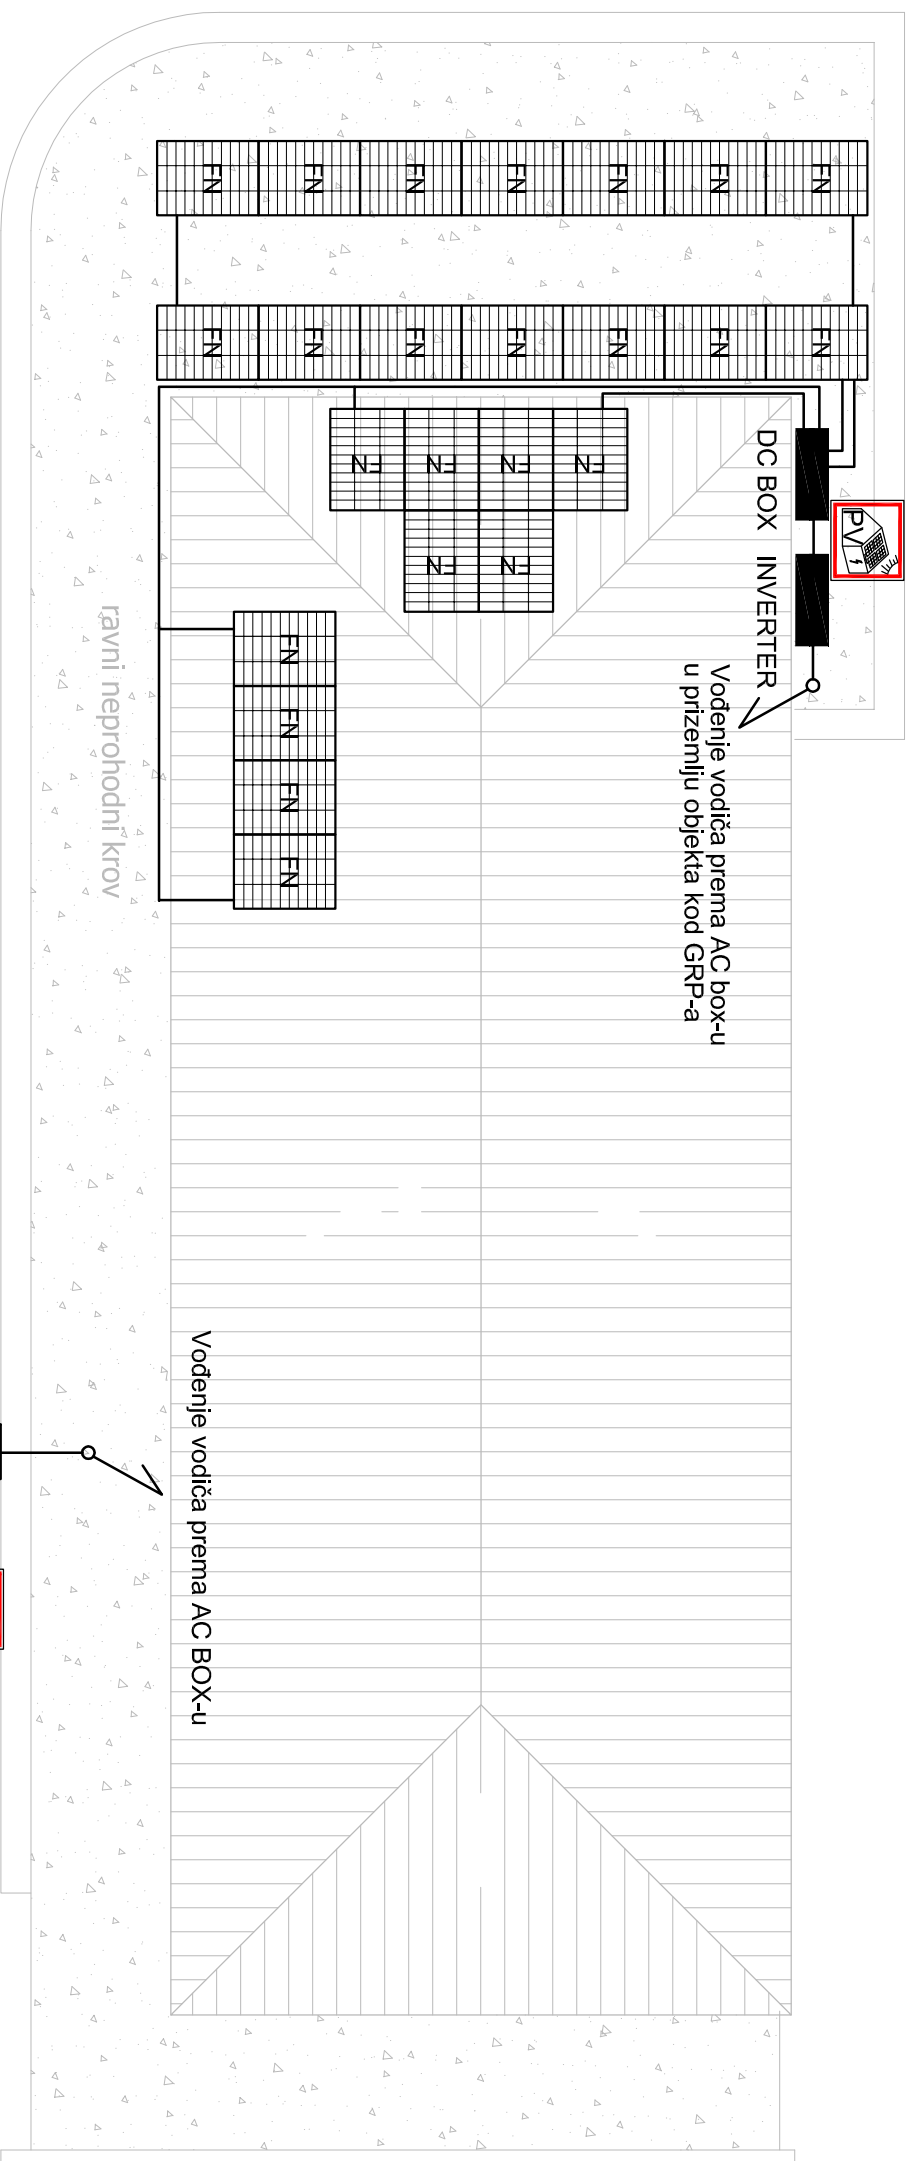 FN FN FN FN FN FN FN
FN FN FN FN FN FN FN
FN FN FN FN
FN FN
FN FN FN FN
DC BOX
INVERTER
PV
Vođenje vodiča prema AC box-u
u prizemlju objekta kod GRP-a
ravni neprohodni krov
Vođenje vodiča prema AC BOX-u